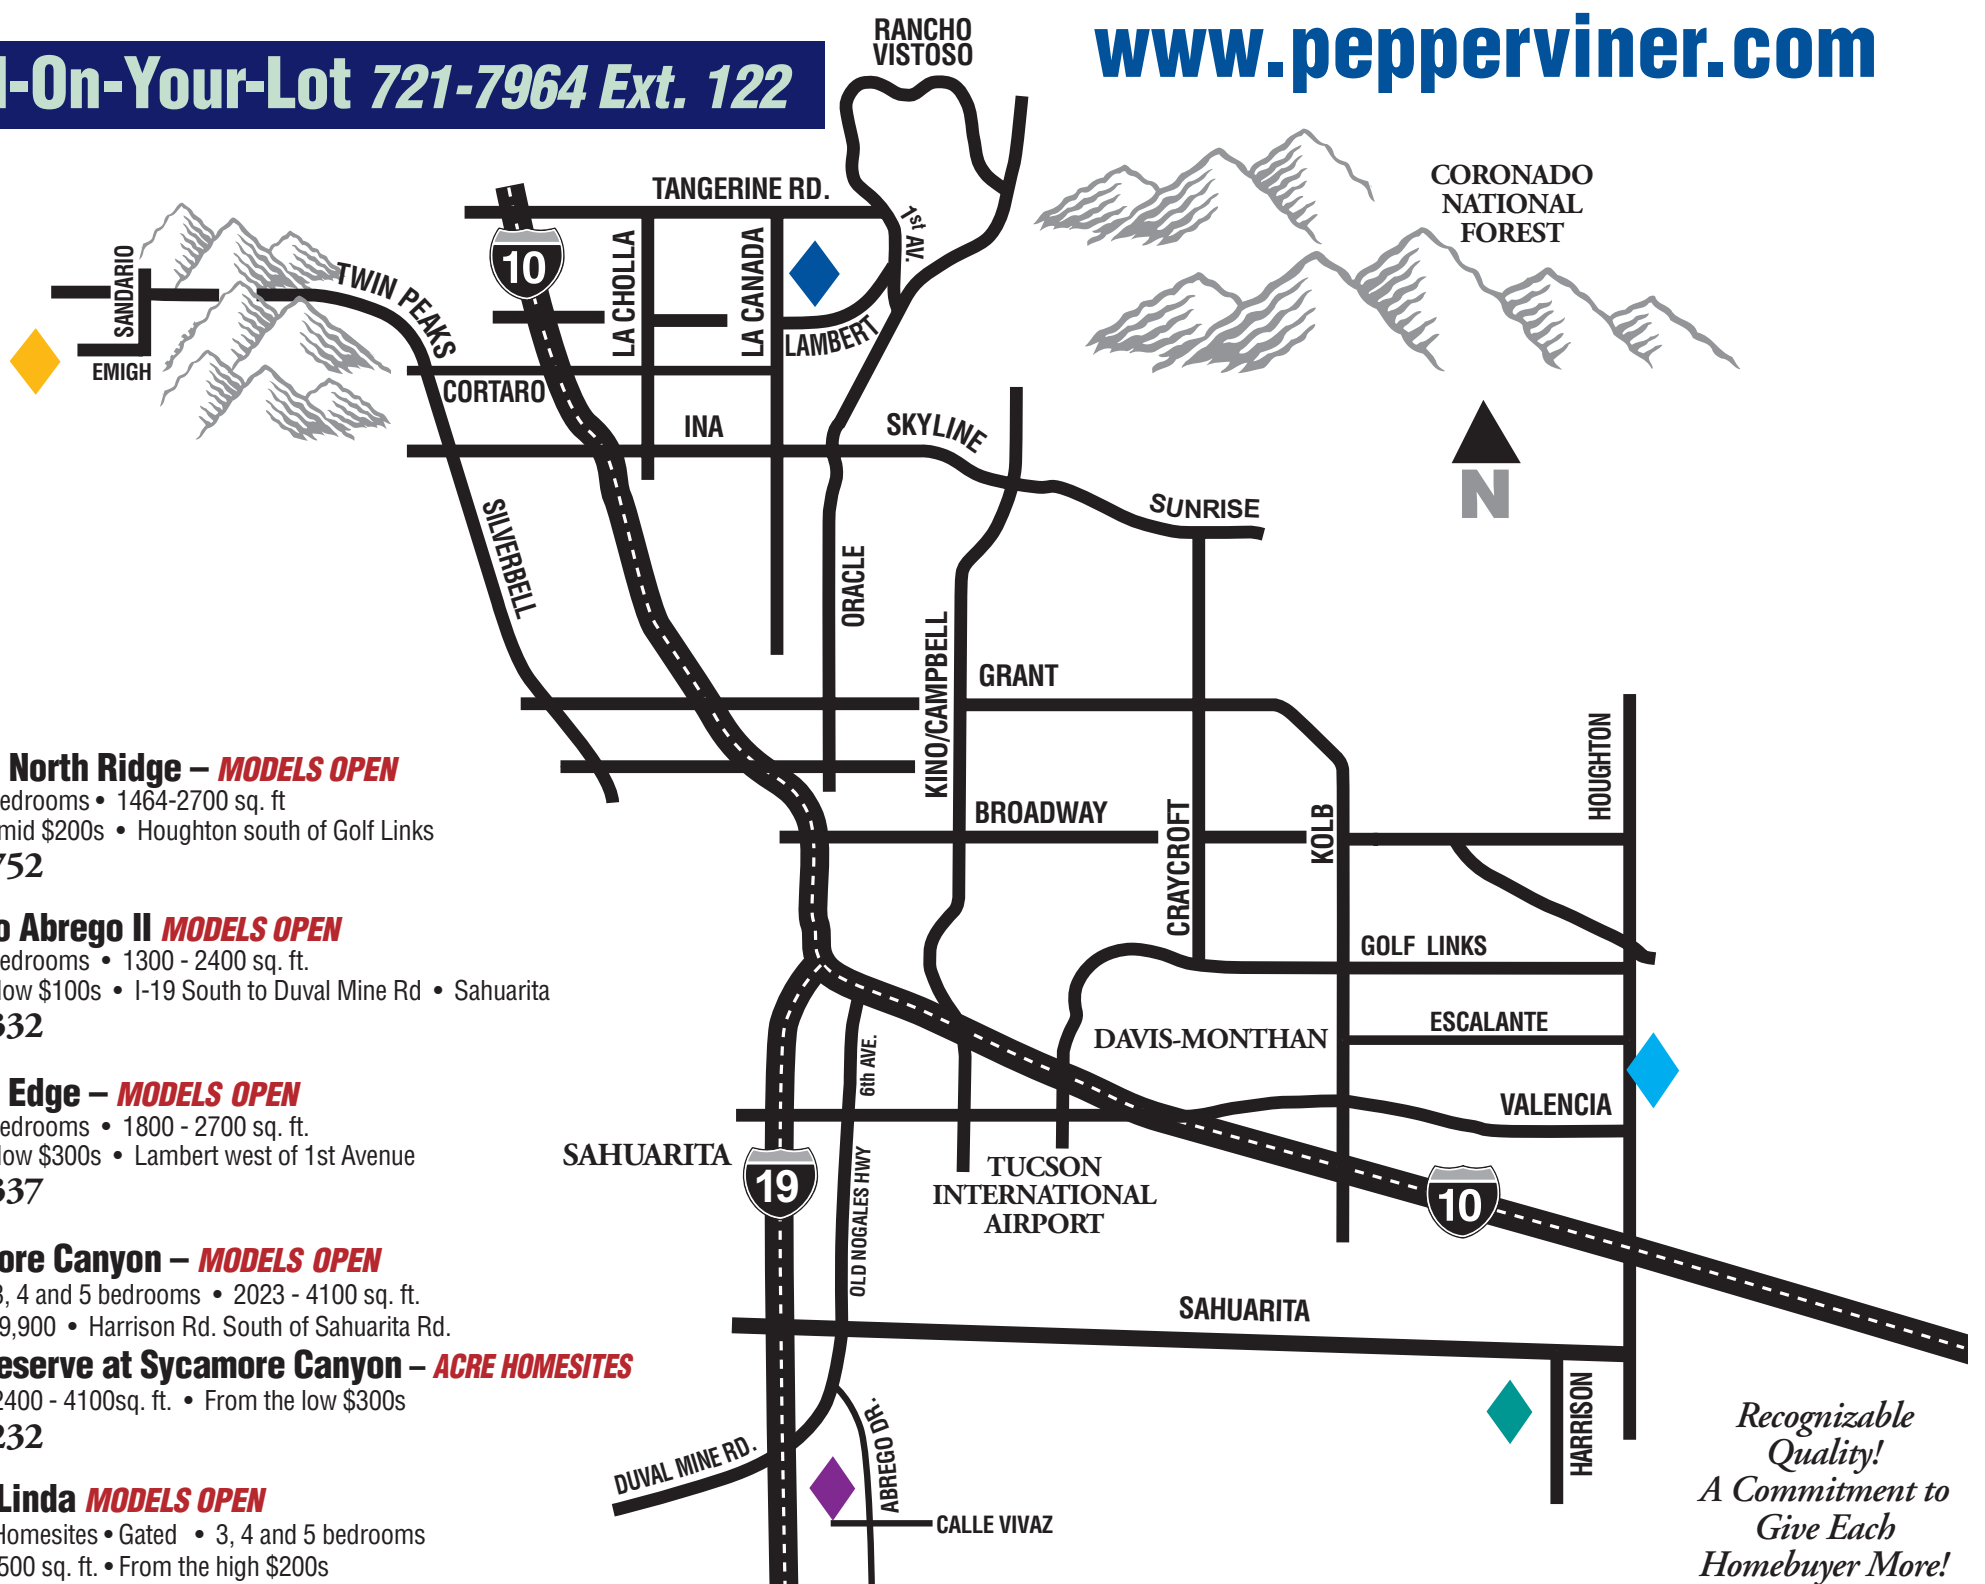 -On-Your-Lot 721-7964 Ext. 122
www.pepperviner.com
RANCHO
VISTOSO
CORONADO
NATIONAL
FOREST
TANGERINE RD.
1st AV.
10
LA CHOLLA
LA CANADA
LAMBERT
SANDARIO
TWIN PEAKS
EMIGH
CORTARO
INA
SKYLINE
SUNRISE
N
SILVERBELL
ORACLE
KINO/CAMPBELL
GRANT
HOUGHTON
BROADWAY
CRAYCROFT
KOLB
GOLF LINKS
DAVIS-MONTHAN
ESCALANTE
6th AVE.
VALENCIA
SAHUARITA
19
OLD NOGALES HWY
TUCSON
INTERNATIONAL
AIRPORT
10
SAHUARITA
HARRISON
DUVAL MINE RD.
ABREGO DR.
CALLE VIVAZ
North Ridge – MODELS OPEN
edrooms • 1464-2700 sq. ft
mid $200s • Houghton south of Golf Links
752
o Abrego II MODELS OPEN
edrooms • 1300 - 2400 sq. ft.
low $100s • I-19 South to Duval Mine Rd • Sahuarita
332
Edge – MODELS OPEN
edrooms • 1800 - 2700 sq. ft.
low $300s • Lambert west of 1st Avenue
337
ore Canyon – MODELS OPEN
3, 4 and 5 bedrooms • 2023 - 4100 sq. ft.
9,900 • Harrison Rd. South of Sahuarita Rd.
eserve at Sycamore Canyon – ACRE HOMESITES
2400 - 4100sq. ft. • From the low $300s
232
Linda MODELS OPEN
Homesites • Gated • 3, 4 and 5 bedrooms
500 sq. ft. • From the high $200s
Recognizable
Quality!
A Commitment to
Give Each
Homebuyer More!